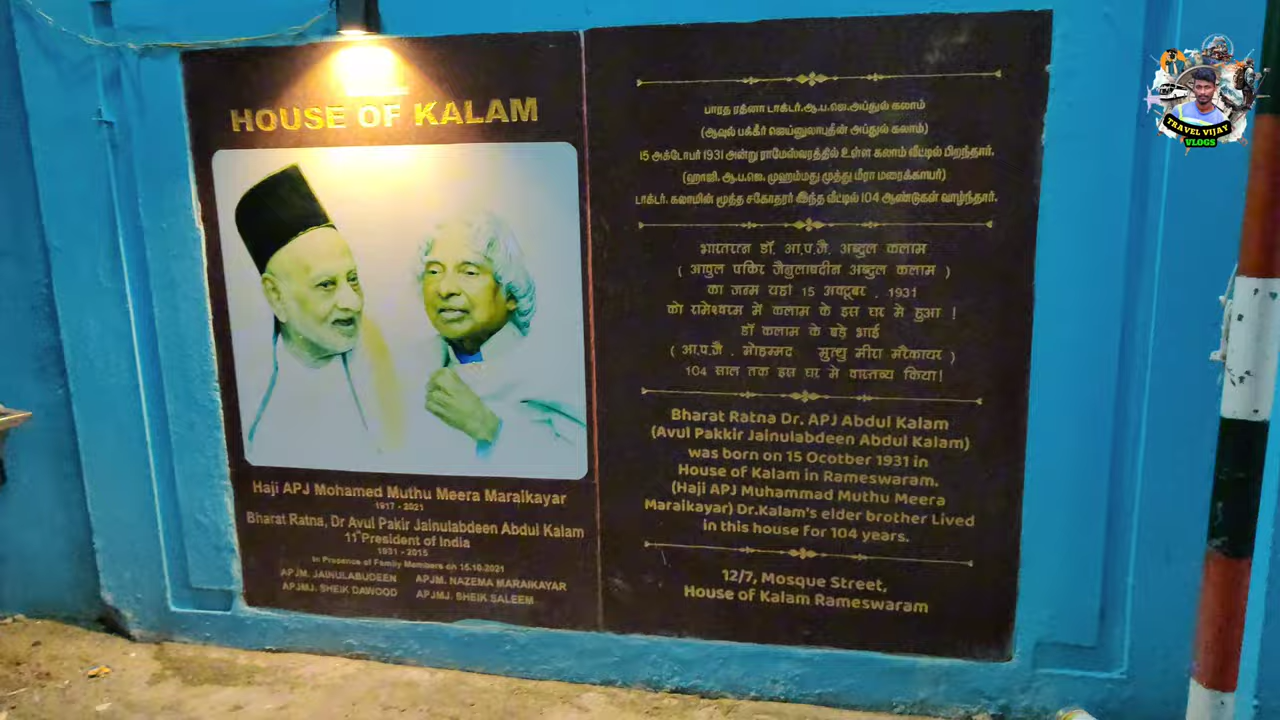 HOUSE OF KALAM
Haji APJ Mohamed Muthu Meera Maraikayar
1917 - 2021
Bharat Ratna, Dr Avul Pakir Jainulabdeen Abdul Kalam
11th President of India
1931 - 2015
In Presence of Family Members on 15.10.2021
APJM. JAINULABUDEEN APJM. NAZEMA MARAIKAYAR
APJMJ. SHEIK DAWOOD APJMJ. SHEIK SALEEM
பாரத ரத்னா டாக்டர்.ஆ.ப.ஜெ.அப்துல் கலாம்
(ஆவுல் பக்கீர் ஜெய்னுலாபுதீன் அப்துல் கலாம்)
15 அக்டோபர் 1931 அன்று ராமேஸ்வரத்தில் உள்ள கலாம் வீட்டில் பிறந்தார்.
(ஹாஜி. ஆ.ப.ஜெ. முஹம்மது முத்து மீரா மரைக்காயர்)
டாக்டர். கலாமின் மூத்த சகோதரர் இந்த வீட்டில் 104 ஆண்டுகள் வாழ்ந்தார்.
भारतरत्न डॉ. आ.प.जै. अब्दुल कलाम
( आपुल पकिर जैनुलाबदीन अब्दुल कलाम )
का जन्म यहां 15 अक्टूबर , 1931
को रामेश्वरम में कलाम के इस घर मे हुआ !
डॉ कलाम के बड़े भाई
( आ.प.जै . मोहम्मद मुत्थु मीरा मरैकायर )
104 साल तक इस घर मे वास्तव्य किया!
Bharat Ratna Dr. APJ Abdul Kalam
(Avul Pakkir Jainulabdeen Abdul Kalam)
was born on 15 Ocotber 1931 in
House of Kalam in Rameswaram.
(Haji APJ Muhammad Muthu Meera
Maraikayar) Dr.Kalam's elder brother Lived
in this house for 104 years.
12/7, Mosque Street,
House of Kalam Rameswaram
TRAVEL VIJAY
VLOGS